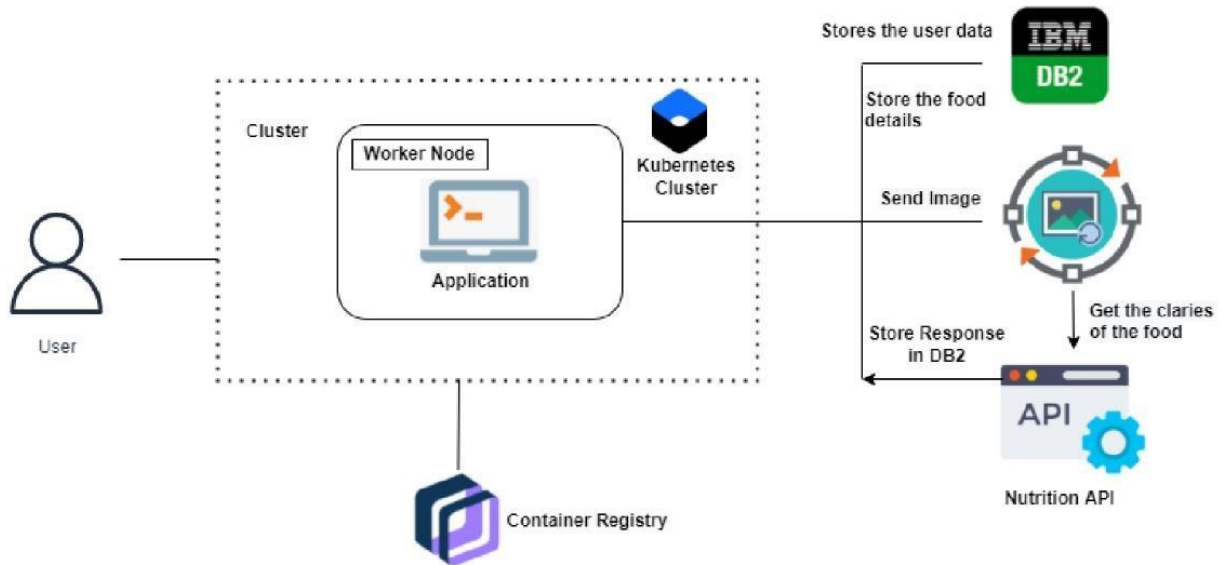 Stores the user data
IBM
DB2
Store the food
details
Cluster
Worker Node
Kubernetes
Cluster
Send Image
Application
User
Get the claries
of the food
Store Response
in DB2
API
Nutrition API
Container Registry